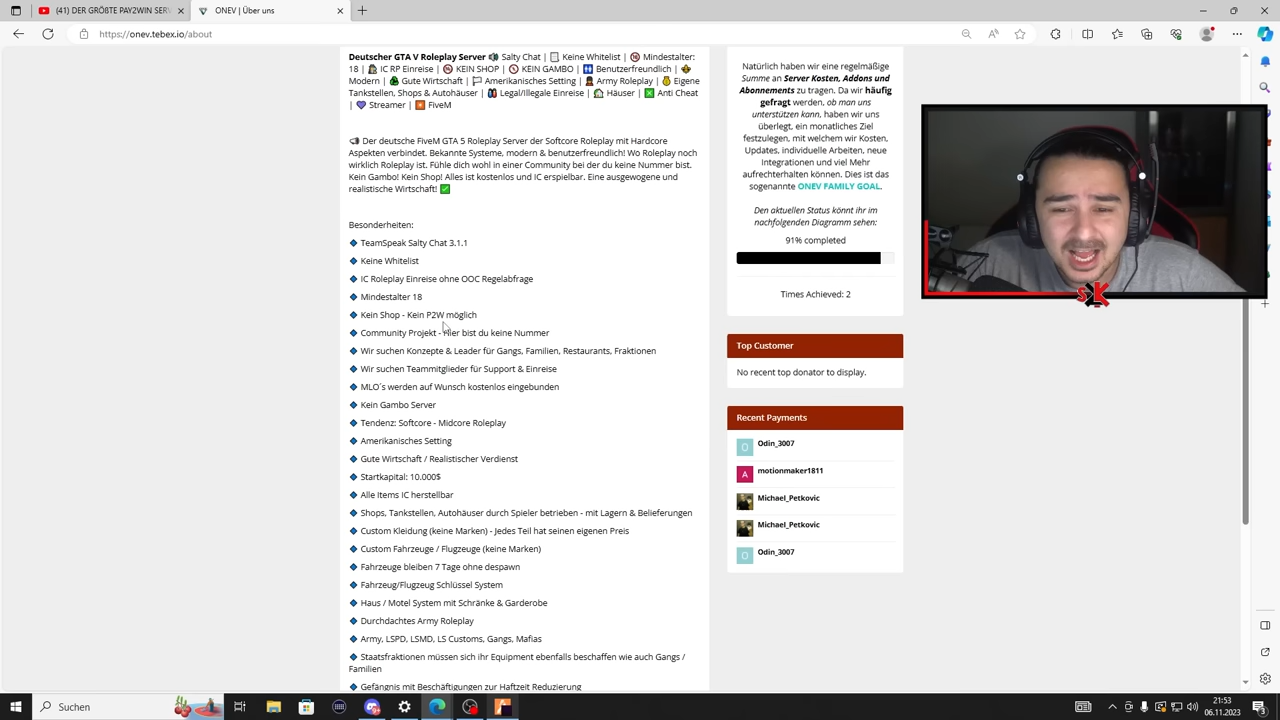 (41) DER GRÖßTE PAY2WIN SER
ONEV | Über uns
https://onev.tebex.io/about
Deutscher GTA V Roleplay Server 🔊 Salty Chat | Keine Whitelist | 🔞 Mindestalter:
18 | IC RP Einreise | KEIN SHOP | KEIN GAMBO | Benutzerfreundlich |
Modern | Gute Wirtschaft | Amerikanisches Setting | Army Roleplay | Eigene
Tankstellen, Shops & Autohäuser | Legal/Illegale Einreise | Häuser | Anti Cheat
| Streamer | FiveM
Der deutsche FiveM GTA 5 Roleplay Server der Softcore Roleplay mit Hardcore
Aspekten verbindet. Bekannte Systeme, modern & benutzerfreundlich! Wo Roleplay noch
wirklich Roleplay ist. Fühle dich wohl in einer Community bei der du keine Nummer bist.
Kein Gambo! Kein Shop! Alles ist kostenlos und IC erspielbar. Eine ausgewogene und
realistische Wirtschaft! ✅
Besonderheiten:
🔹 TeamSpeak Salty Chat 3.1.1
🔹 Keine Whitelist
🔹 IC Roleplay Einreise ohne OOC Regelabfrage
🔹 Mindestalter 18
🔹 Kein Shop - Kein P2W möglich
🔹 Community Projekt - Hier bist du keine Nummer
🔹 Wir suchen Konzepte & Leader für Gangs, Familien, Restaurants, Fraktionen
🔹 Wir suchen Teammitglieder für Support & Einreise
🔹 MLO´s werden auf Wunsch kostenlos eingebunden
🔹 Kein Gambo Server
🔹 Tendenz: Softcore - Midcore Roleplay
🔹 Amerikanisches Setting
🔹 Gute Wirtschaft / Realistischer Verdienst
🔹 Startkapital: 10.000$
🔹 Alle Items IC herstellbar
🔹 Shops, Tankstellen, Autohäuser durch Spieler betrieben - mit Lagern & Belieferungen
🔹 Custom Kleidung (keine Marken) - Jedes Teil hat seinen eigenen Preis
🔹 Custom Fahrzeuge / Flugzeuge (keine Marken)
🔹 Fahrzeuge bleiben 7 Tage ohne despawn
🔹 Fahrzeug/Flugzeug Schlüssel System
🔹 Haus / Motel System mit Schränke & Garderobe
🔹 Durchdachtes Army Roleplay
🔹 Army, LSPD, LSMD, LS Customs, Gangs, Mafias
🔹 Staatsfraktionen müssen sich ihr Equipment ebenfalls beschaffen wie auch Gangs /
Familien
🔹 Gefängnis mit Beschäftigungen zur Haftzeit Reduzierung
Natürlich haben wir eine regelmäßige
Summe an Server Kosten, Addons und
Abonnements zu tragen. Da wir häufig
gefragt werden, ob man uns
unterstützen kann, haben wir uns
überlegt, ein monatliches Ziel
festzulegen, mit welchem wir Kosten,
Updates, individuelle Arbeiten, neue
Integrationen und viel Mehr
aufrechterhalten können. Dies ist das
sogenannte ONEV FAMILY GOAL.
Den aktuellen Status könnt ihr im
nachfolgenden Diagramm sehen:
91% completed
Times Achieved: 2
Top Customer
No recent top donator to display.
Recent Payments
O Odin_3007
A motionmaker1811
Michael_Petkovic
Michael_Petkovic
O Odin_3007
SK
Suchen
21:53
06.11.2023